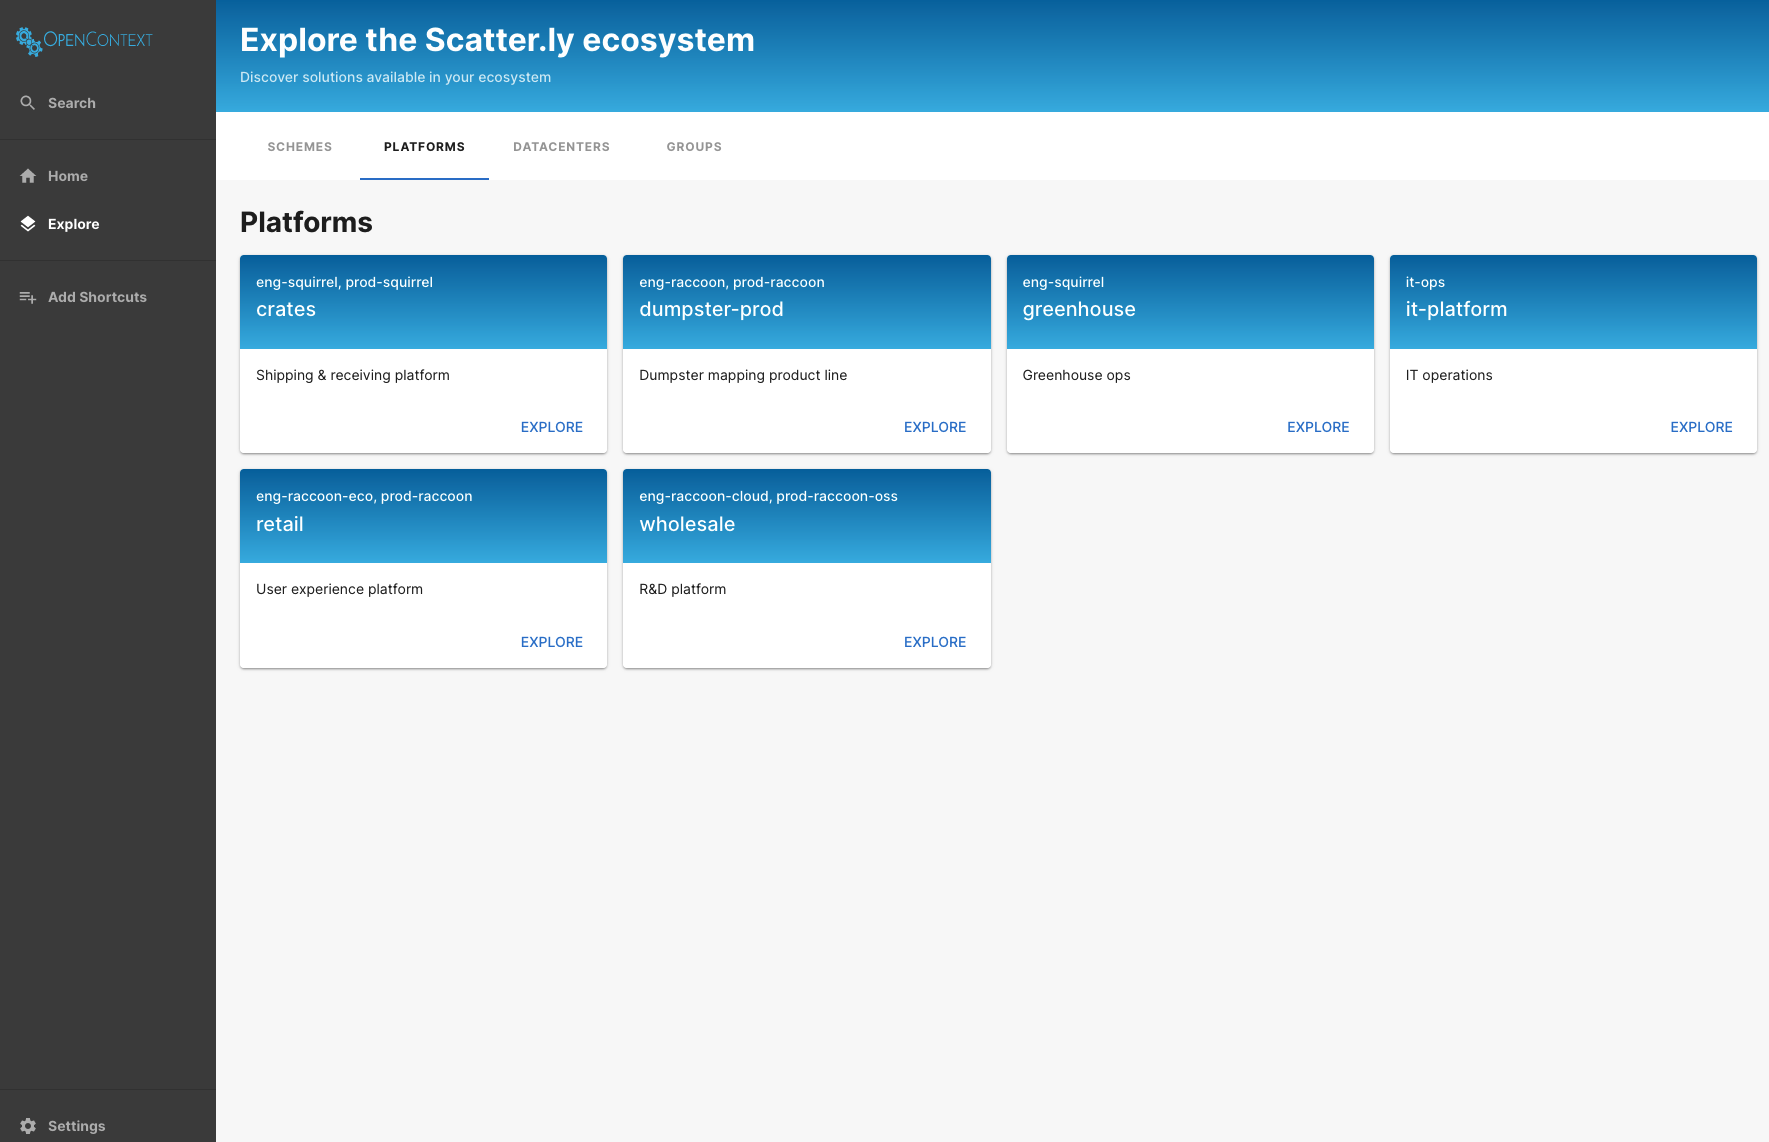 OPENCONTEXT
Search
Home
Explore
Add Shortcuts
Settings
Explore the Scatter.ly ecosystem
Discover solutions available in your ecosystem
SCHEMES PLATFORMS DATACENTERS GROUPS
Platforms
eng-squirrel, prod-squirrel
crates
Shipping & receiving platform
EXPLORE
eng-raccoon, prod-raccoon
dumpster-prod
Dumpster mapping product line
EXPLORE
eng-squirrel
greenhouse
Greenhouse ops
EXPLORE
it-ops
it-platform
IT operations
EXPLORE
eng-raccoon-eco, prod-raccoon
retail
User experience platform
EXPLORE
eng-raccoon-cloud, prod-raccoon-oss
wholesale
R&D platform
EXPLORE